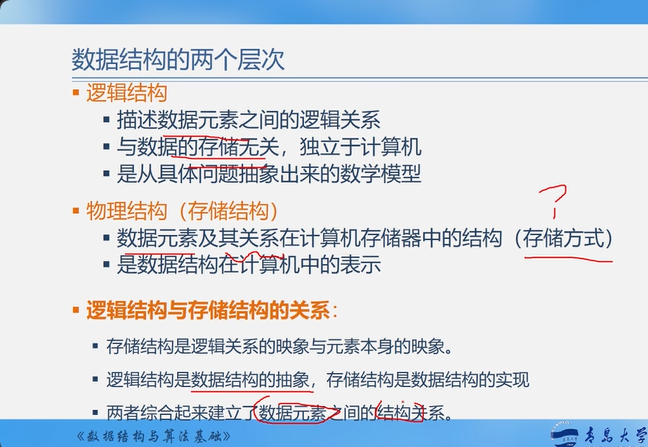 数据结构的两个层次
逻辑结构
描述数据元素之间的逻辑关系
与数据的存储无关，独立于计算机
是从具体问题抽象出来的数学模型
?
物理结构（存储结构）
数据元素及其关系在计算机存储器中的结构（存储方式）
是数据结构在计算机中的表示
逻辑结构与存储结构的关系：
存储结构是逻辑关系的映象与元素本身的映象。
逻辑结构是数据结构的抽象，存储结构是数据结构的实现
两者综合起来建立了数据元素之间的结构关系。
《数据结构与算法基础》
青岛大学